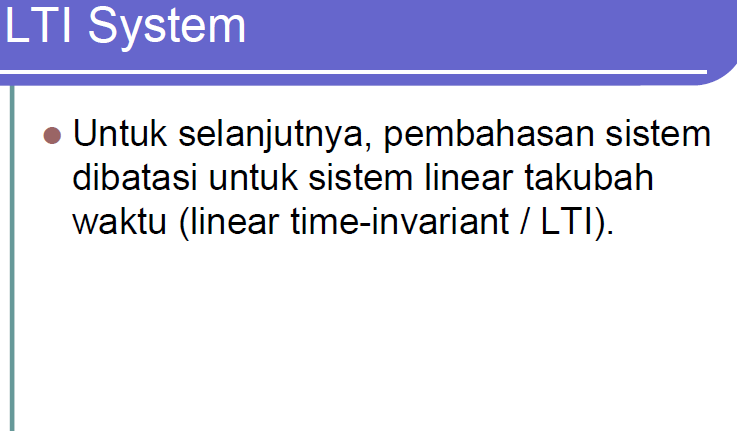 LTI System
● Untuk selanjutnya, pembahasan sistem
dibatasi untuk sistem linear takubah
waktu (linear time-invariant / LTI).